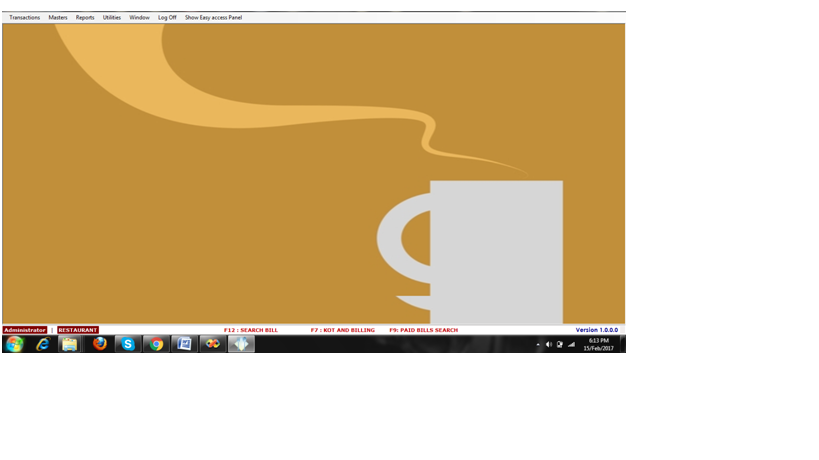 Transactions Masters Reports Utilities Window Log Off Show Easy access Panel
Administrator | RESTAURANT F12 : SEARCH BILL F7 : KOT AND BILLING F9: PAID BILLS SEARCH Version 1.0.0.0
6:13 PM
15/Feb/2017